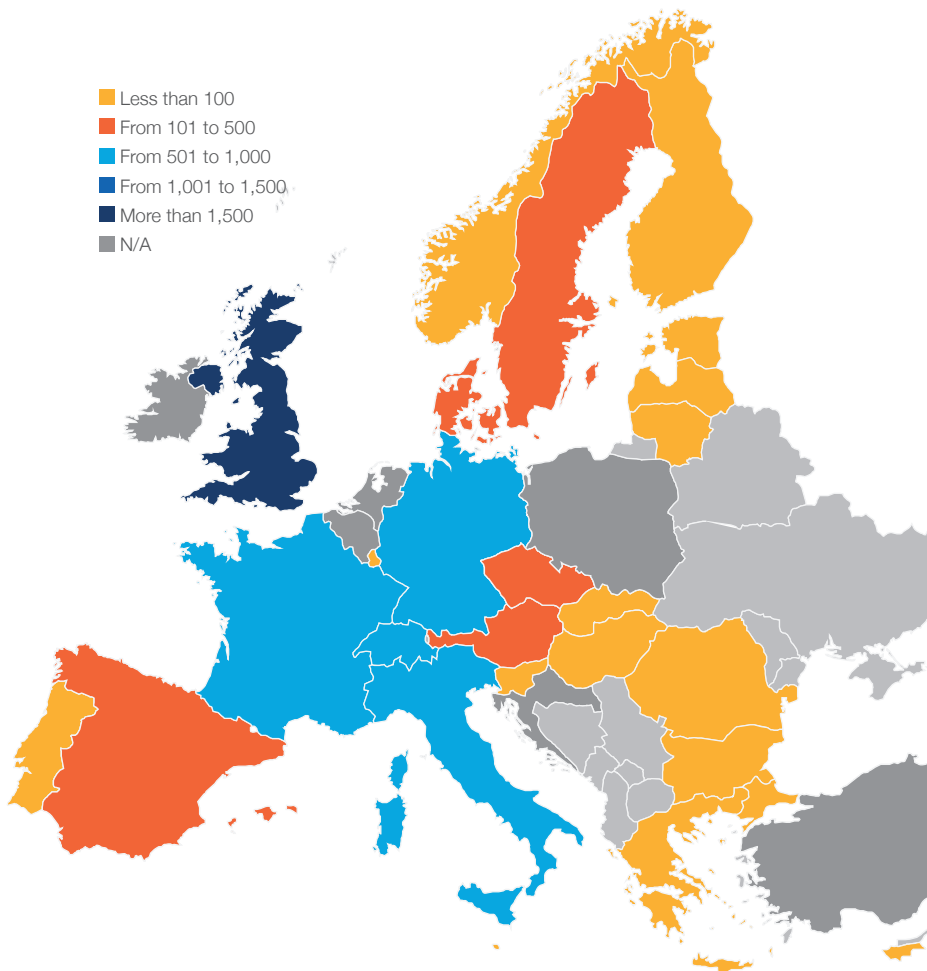 Less than 100
From 101 to 500
From 501 to 1,000
From 1,001 to 1,500
More than 1,500
N/A